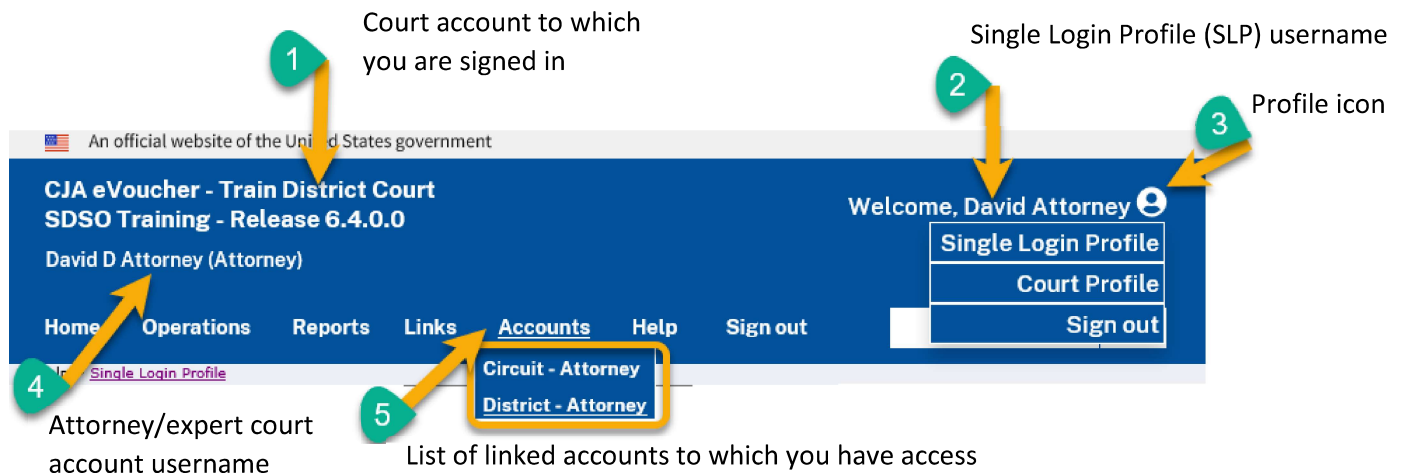 Court account to which
you are signed in
1
Single Login Profile (SLP) username
2
Profile icon
3
An official website of the United States government
CJA eVoucher - Train District Court
SDSO Training - Release 6.4.0.0
David D Attorney (Attorney)
Welcome, David Attorney
Single Login Profile
Court Profile
Sign out
Home Operations Reports Links Accounts Help Sign out
Single Login Profile
Circuit - Attorney
District - Attorney
4
5
Attorney/expert court
account username
List of linked accounts to which you have access